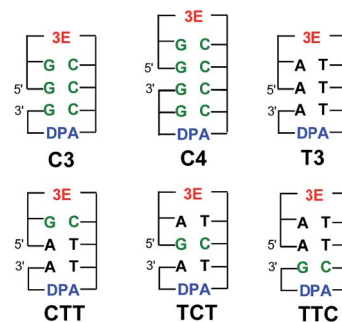 3E
G C
5' G C
3' G C
DPA
C3
3E
G C
5' G C
3' G C
G C
DPA
C4
3E
A T
5' A T
3' A T
DPA
T3
3E
G C
5' A T
3' A T
DPA
CTT
3E
A T
5' G C
3' A T
DPA
TCT
3E
A T
5' A T
3' G C
DPA
TTC